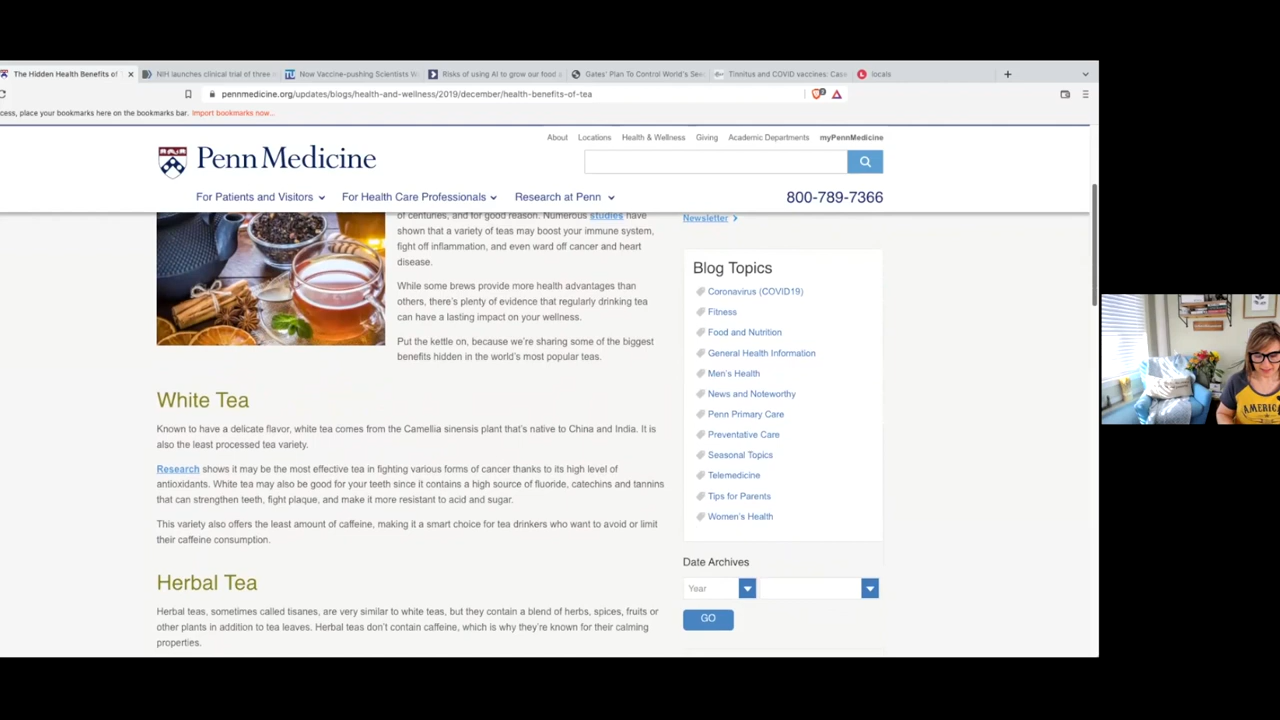 The Hidden Health Benefits of
NIH launches clinical trial of three
Now Vaccine-pushing Scientists W
Risks of using AI to grow our food
Gates' Plan To Control World's See
Tinnitus and COVID vaccines: Cas
locals
pennmedicine.org/updates/blogs/health-and-wellness/2019/december/health-benefits-of-tea
cess, place your bookmarks here on the bookmarks bar. Import bookmarks now...
About Locations Health & Wellness Giving Academic Departments myPennMedicine
Penn Medicine
For Patients and Visitors For Health Care Professionals Research at Penn 800-789-7366
of centuries, and for good reason. Numerous studies have
shown that a variety of teas may boost your immune system,
fight off inflammation, and even ward off cancer and heart
disease.
While some brews provide more health advantages than
others, there's plenty of evidence that regularly drinking tea
can have a lasting impact on your wellness.
Put the kettle on, because we're sharing some of the biggest
benefits hidden in the world's most popular teas.
White Tea
Known to have a delicate flavor, white tea comes from the Camellia sinensis plant that's native to China and India. It is
also the least processed tea variety.
Research shows it may be the most effective tea in fighting various forms of cancer thanks to its high level of
antioxidants. White tea may also be good for your teeth since it contains a high source of fluoride, catechins and tannins
that can strengthen teeth, fight plaque, and make it more resistant to acid and sugar.
This variety also offers the least amount of caffeine, making it a smart choice for tea drinkers who want to avoid or limit
their caffeine consumption.
Herbal Tea
Herbal teas, sometimes called tisanes, are very similar to white teas, but they contain a blend of herbs, spices, fruits or
other plants in addition to tea leaves. Herbal teas don't contain caffeine, which is why they're known for their calming
properties.
Newsletter
Blog Topics
Coronavirus (COVID19)
Fitness
Food and Nutrition
General Health Information
Men's Health
News and Noteworthy
Penn Primary Care
Preventative Care
Seasonal Topics
Telemedicine
Tips for Parents
Women's Health
Date Archives
Year
GO
AMERIC